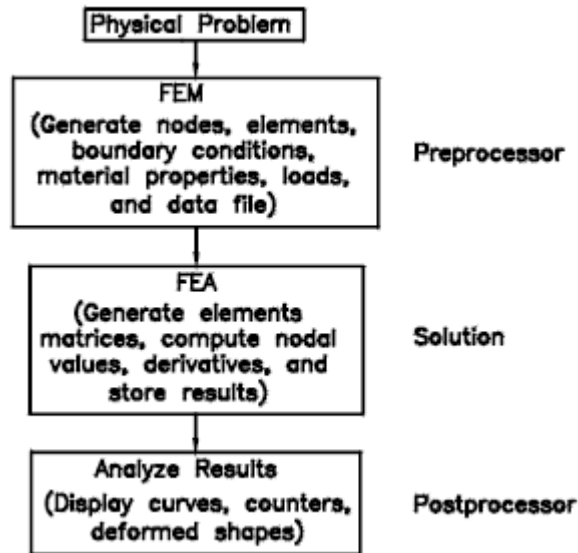 Physical Problem
FEM
(Generate nodes, elements,
boundary conditions,
material properties, loads,
and data file)
Preprocessor
FEA
(Generate elements
matrices, compute nodal
values, derivatives, and
store results)
Solution
Analyze Results
(Display curves, counters,
deformed shapes)
Postprocessor